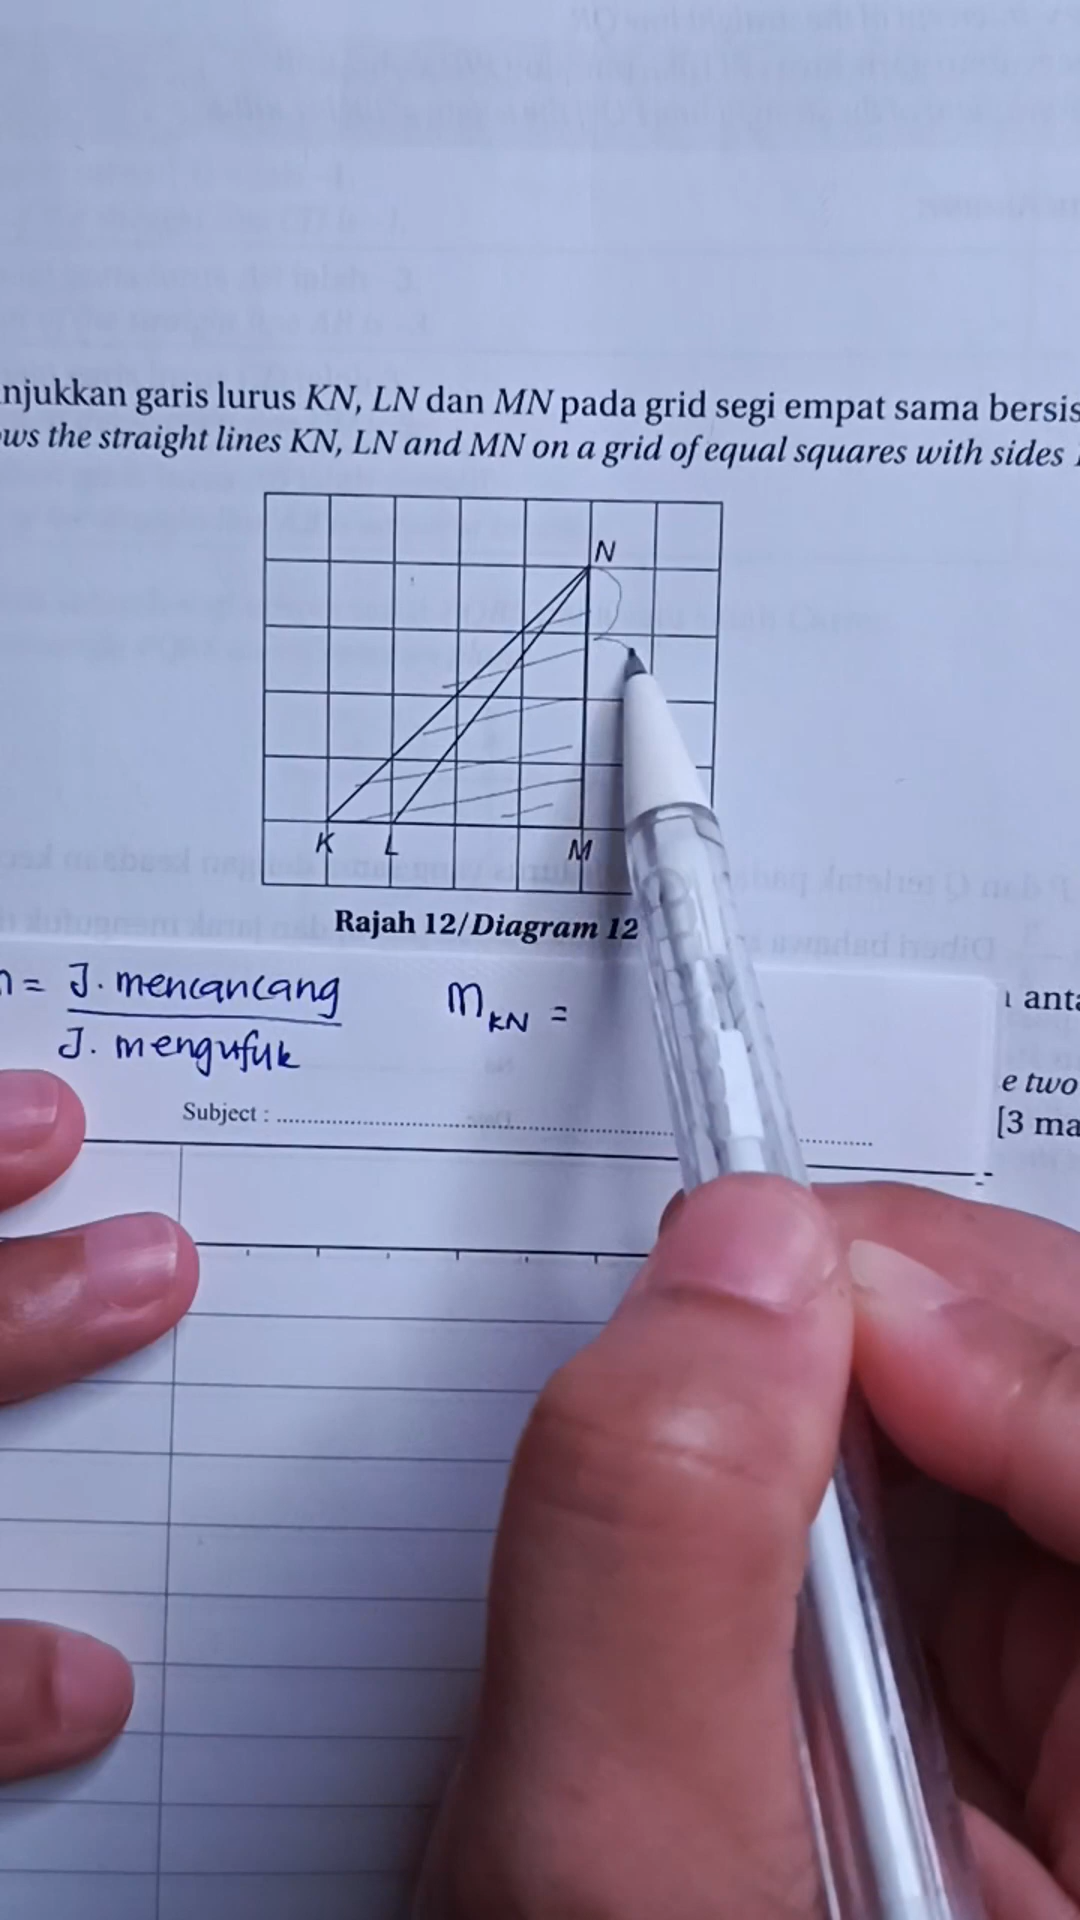 njukkan garis lurus KN, LN dan MN pada grid segi empat sama bersis
ws the straight lines KN, LN and MN on a grid of equal squares with sides
N
K L M
Rajah 12/Diagram 12
= J. mencancang
J. mengufuk
m KN =
anta
e two
[3 ma
Subject :